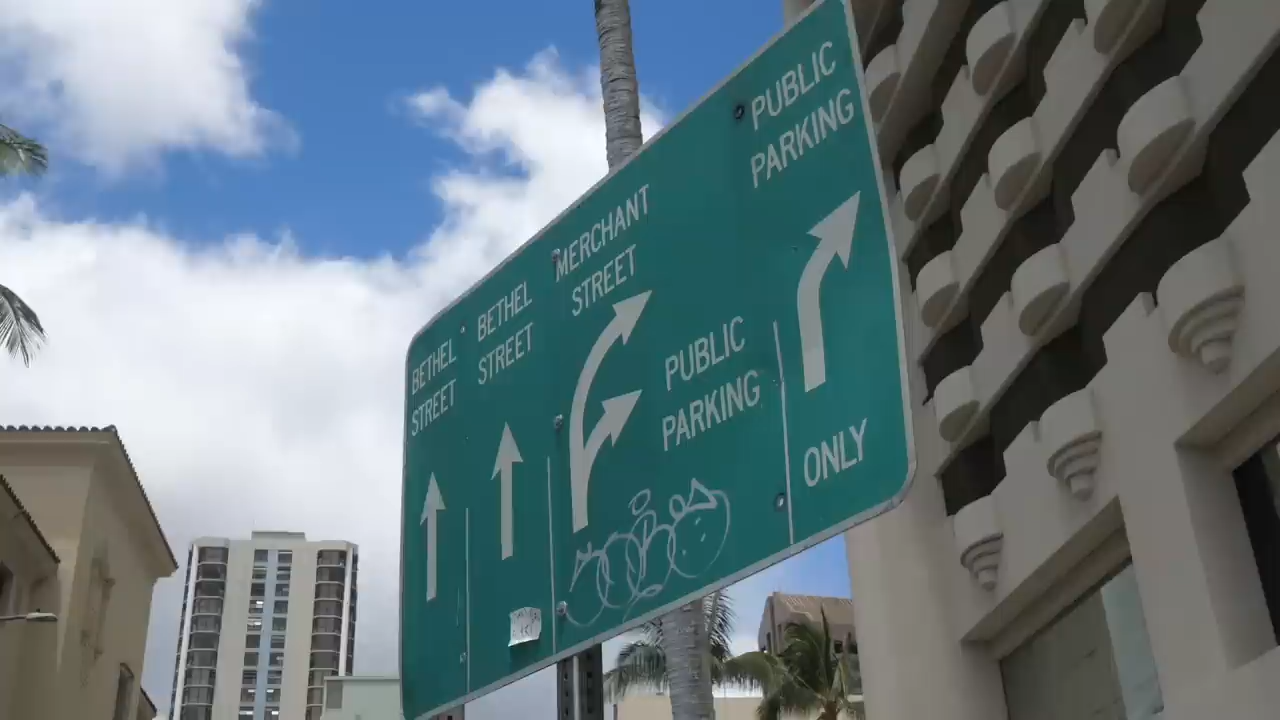 BETHEL
STREET
BETHEL
STREET
MERCHANT
STREET
PUBLIC
PARKING
PUBLIC
PARKING
ONLY